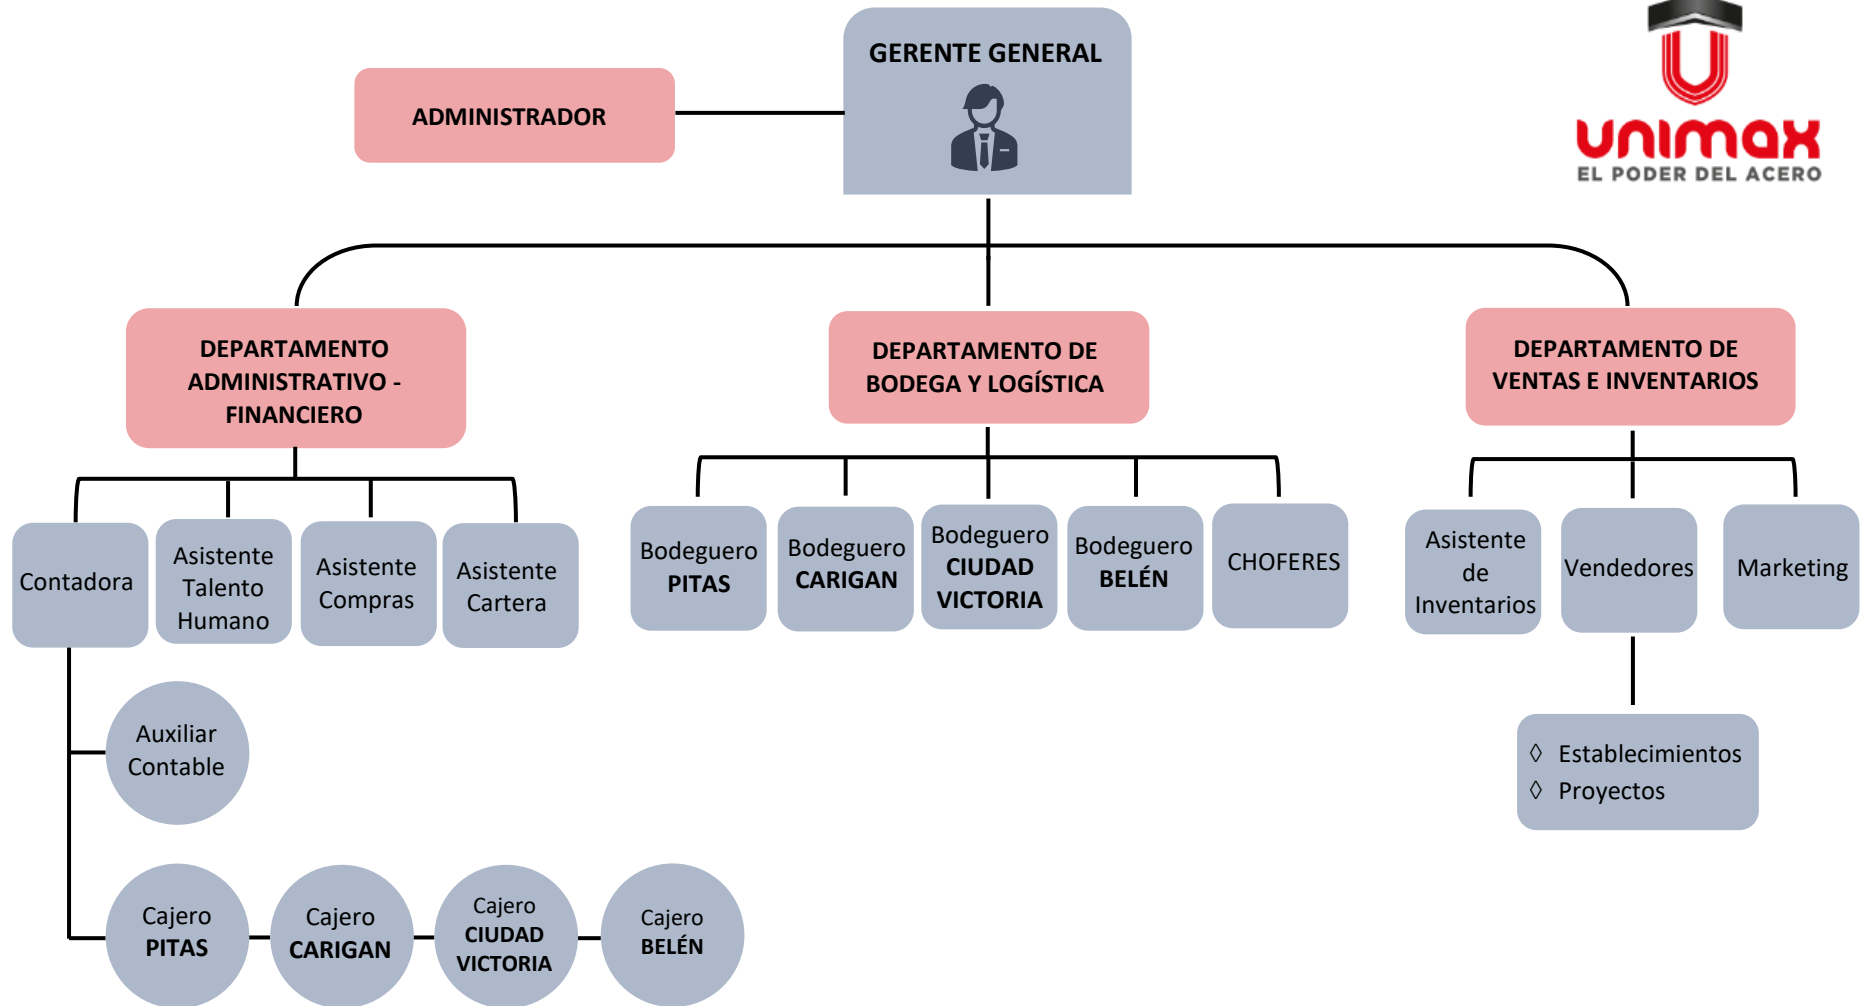 GERENTE GENERAL
ADMINISTRADOR
unimax
EL PODER DEL ACERO
DEPARTAMENTO
ADMINISTRATIVO -
FINANCIERO
DEPARTAMENTO DE
BODEGA Y LOGÍSTICA
DEPARTAMENTO DE
VENTAS E INVENTARIOS
Contadora
Asistente
Talento
Humano
Asistente
Compras
Asistente
Cartera
Bodeguero
PITAS
Bodeguero
CARIGAN
Bodeguero
CIUDAD
VICTORIA
Bodeguero
BELÉN
CHOFERES
Asistente
de
Inventarios
Vendedores
Marketing
Auxiliar
Contable
◊ Establecimientos
◊ Proyectos
Cajero
PITAS
Cajero
CARIGAN
Cajero
CIUDAD
VICTORIA
Cajero
BELÉN